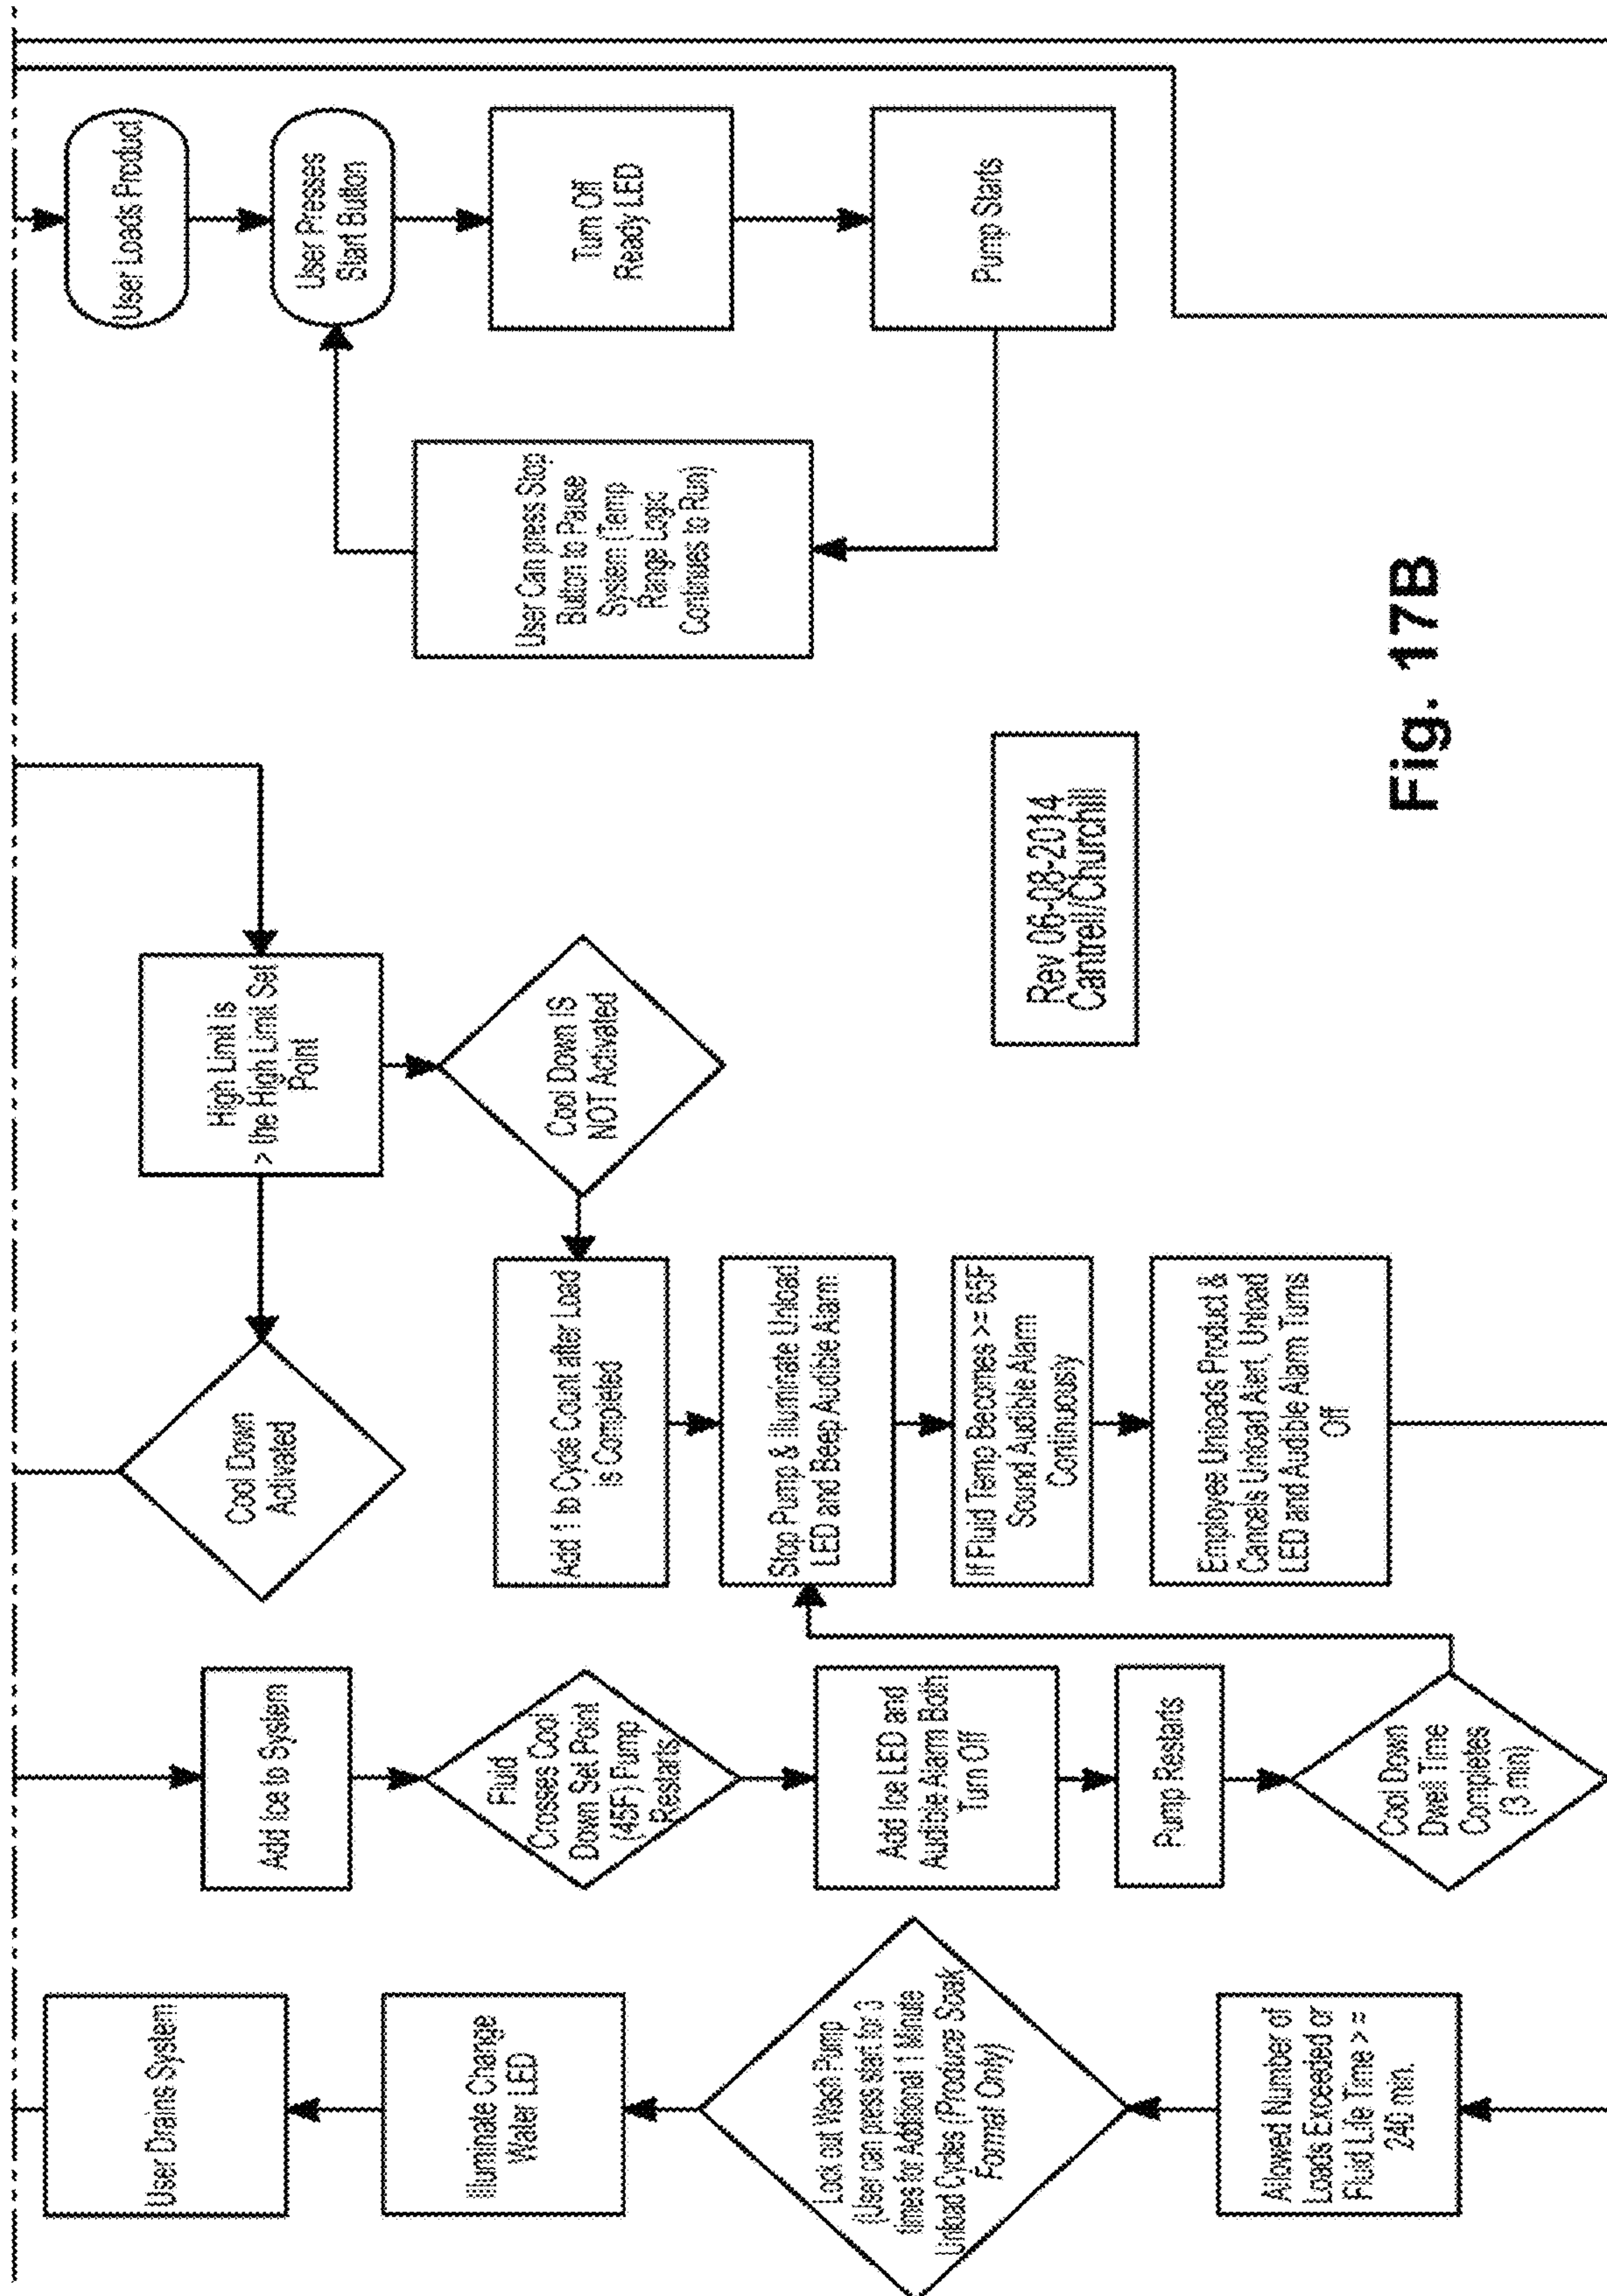 Allowed Number of
Loads Exceeded or
Fluid Life Time > =
240 min.
Lock out Wash Pump
(User can press start for 3
times for Additional 1 Minute
Unload Cycles (Produce Soak
Format Only)
Illuminate Change
Water LED
User Drains System
Add Ice to System
Fluid
Crosses Cool
Down Set Point
(45F) Pump
Restarts
Add Ice LED and
Audible Alarm Both
Turn Off
Pump Restarts
Cool Down
Dwell Time
Completes
(3 min)
Cool Down
Activated
Add 1 to Cycle Count after Load
is Completed
Stop Pump & Illuminate Unload
LED and Beep Audible Alarm
If Fluid Temp Becomes >= 65F
Sound Audible Alarm
Continuously
Employer Unloads Product &
Cancels Unload Alert, Unload
LED and Audible Alarm Turns
Off
High Limit is
> the High Limit Set
Point
Cool Down IS
NOT Activated
Rev 06-08-2014
Cantrell/Churchill
User Can press Stop
Button to Pause
System (Temp
Range Logic
Continues to Run)
User Loads Product
User Presses
Start Button
Turn Off
Ready LED
Pump Starts
Fig. 17B